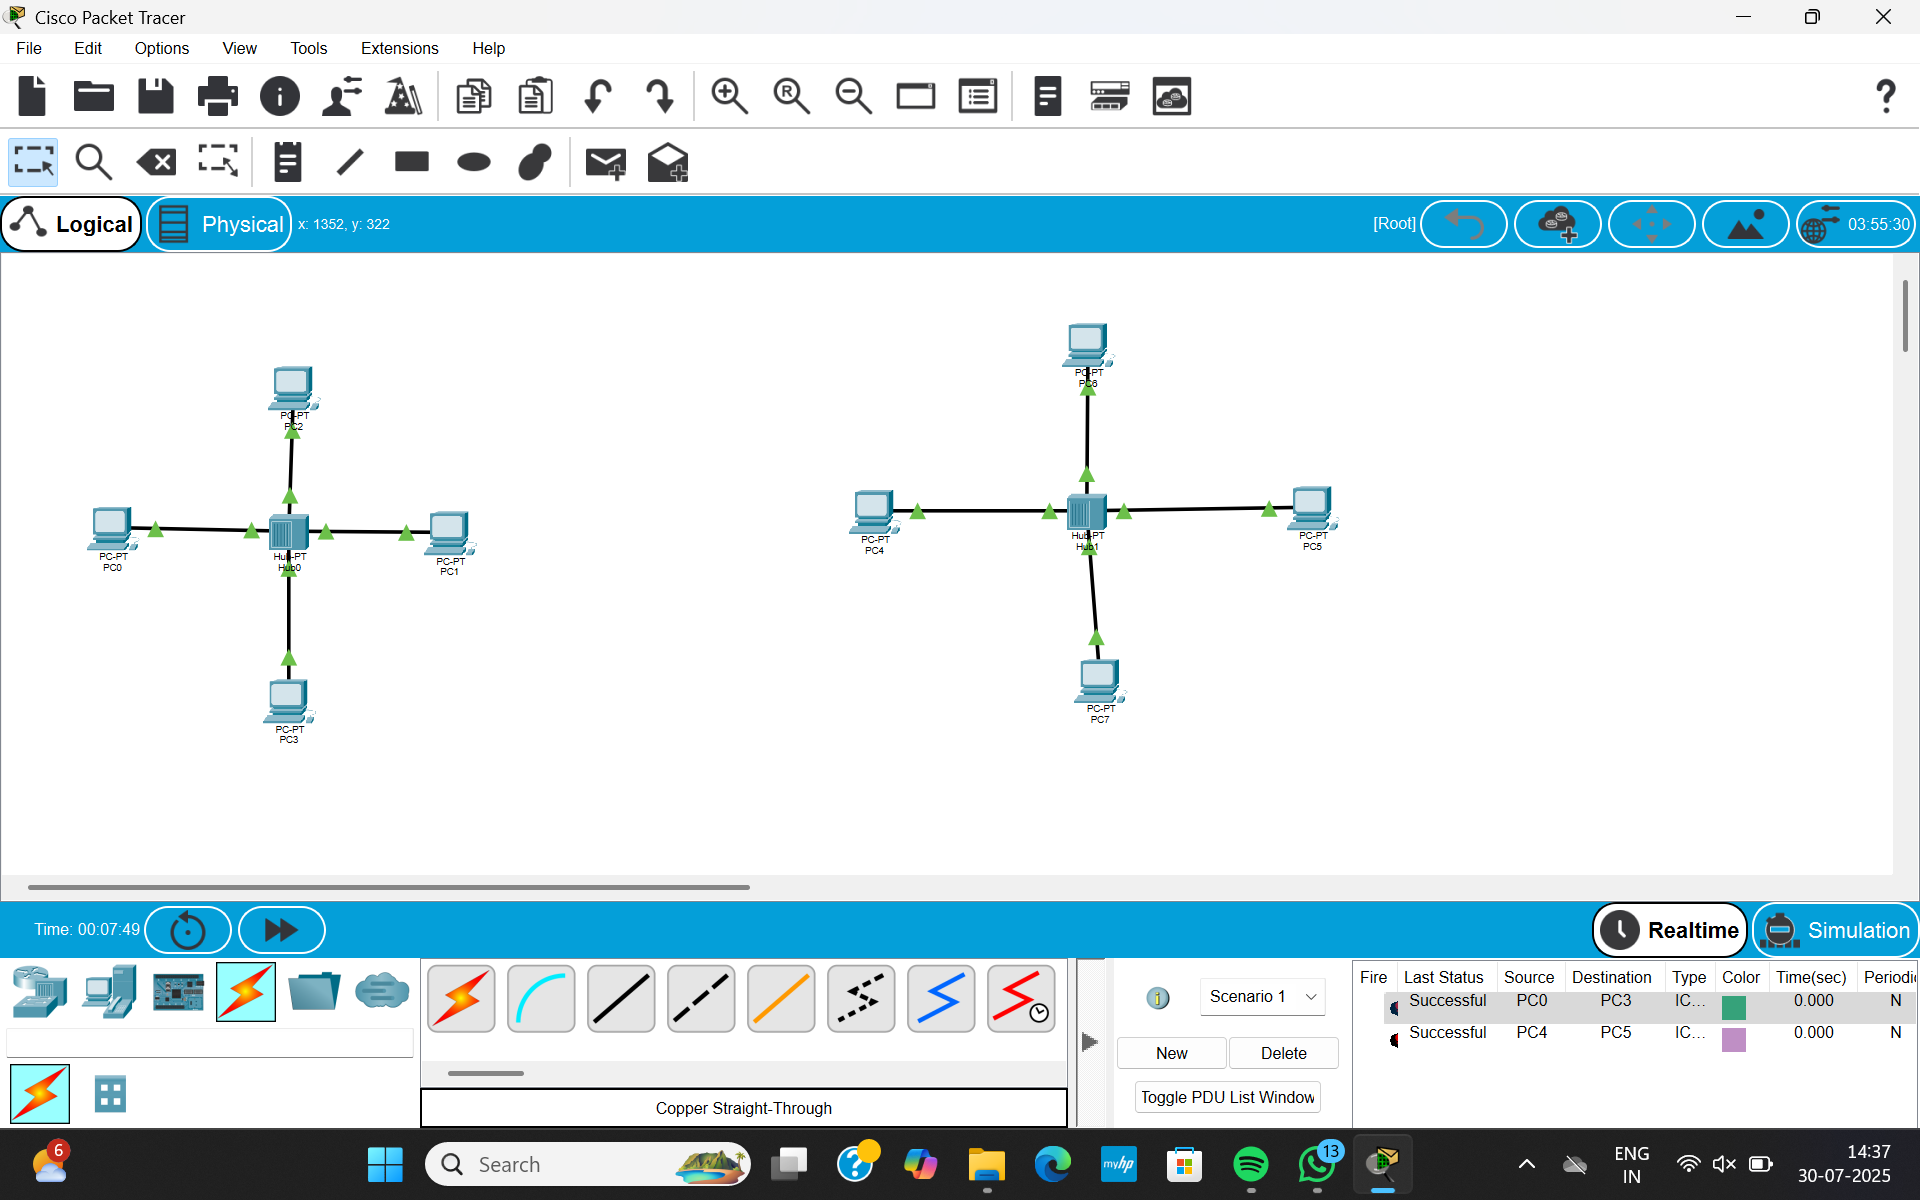 Cisco Packet Tracer
File Edit Options View Tools Extensions Help
Logical Physical x: 1352, y: 322 [Root] 03:55:30
PC-PT
PC2
PC-PT
PC0
Hub-PT
Hub0
PC-PT
PC1
PC-PT
PC3
PC-PT
PC6
PC-PT
PC4
Hub-PT
Hub1
PC-PT
PC5
PC-PT
PC7
Time: 00:07:49 Realtime Simulation
Scenario 1
New Delete
Toggle PDU List Window
Copper Straight-Through
Fire Last Status Source Destination Type Color Time(sec) Periodic
Successful PC0 PC3 IC... 0.000 N
Successful PC4 PC5 IC... 0.000 N
6
Search
myhp
13
ENG
IN
14:37
30-07-2025